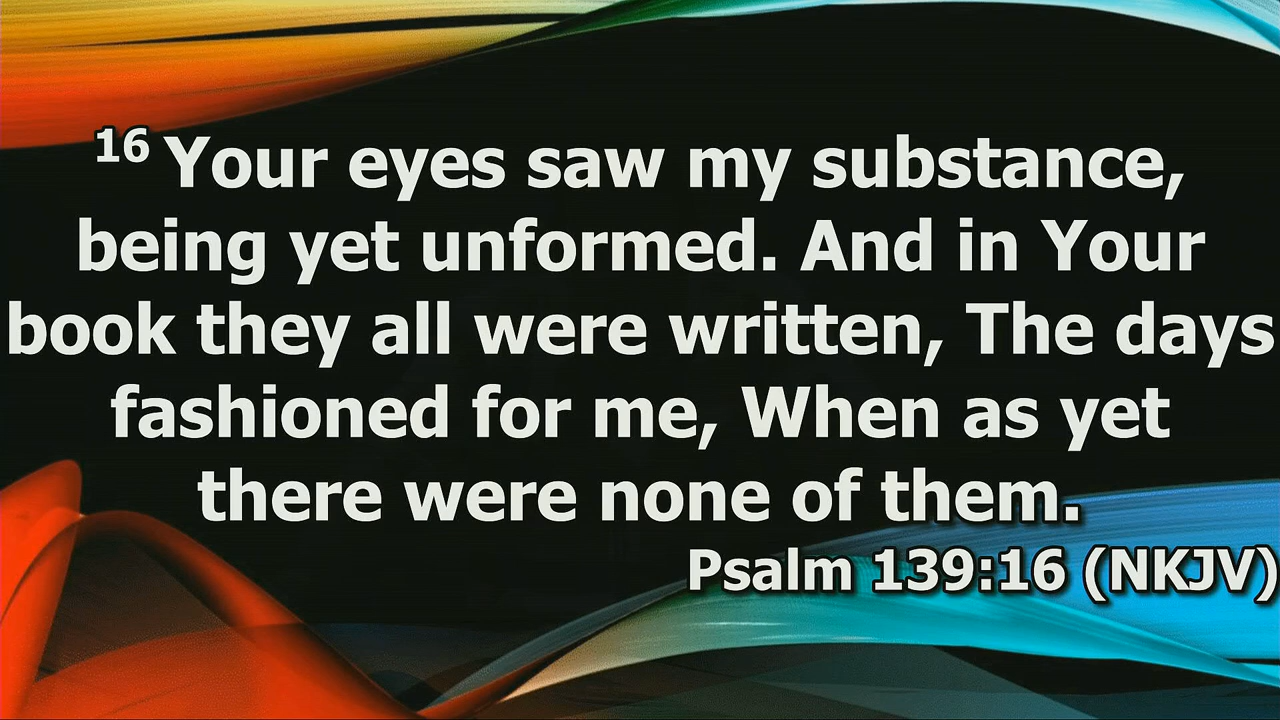 16 Your eyes saw my substance,
being yet unformed. And in Your
book they all were written, The days
fashioned for me, When as yet
there were none of them.
Psalm 139:16 (NKJV)